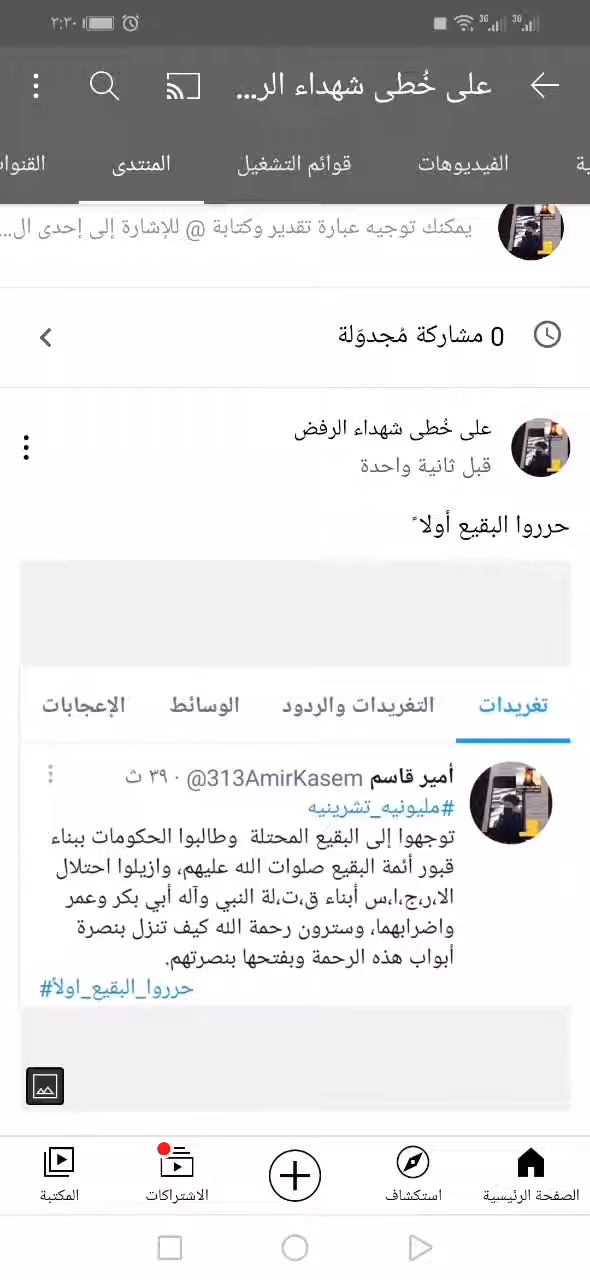 ٢:٣٠ 3G 3G
على خُطى شهداء الر...
الفيديوهات قوائم التشغيل المنتدى
يمكنك توجيه عبارة تقدير وكتابة @ للإشارة إلى إحدى ال...
0 مشاركة مُجدوَلة
على خُطى شهداء الرفض
قبل ثانية واحدة
حرروا البقيع أولا ً
تغريدات التغريدات والردود الوسائط الإعجابات
أمير قاسم @313AmirKasem · ٣٩ ث
#مليونيه_تشرينيه
توجهوا إلى البقيع المحتلة وطالبوا الحكومات ببناء
قبور أئمة البقيع صلوات الله عليهم، وازيلوا احتلال
الا،ر،ج،ا،س أبناء ق،ت،لة النبي وآله أبي بكر وعمر
واضرابهما، وسترون رحمة الله كيف تنزل بنصرة
أبواب هذه الرحمة وبفتحها بنصرتهم.
#حرروا_البقيع_اولاً
الصفحة الرئيسية استكشاف الاشتراكات المكتبة